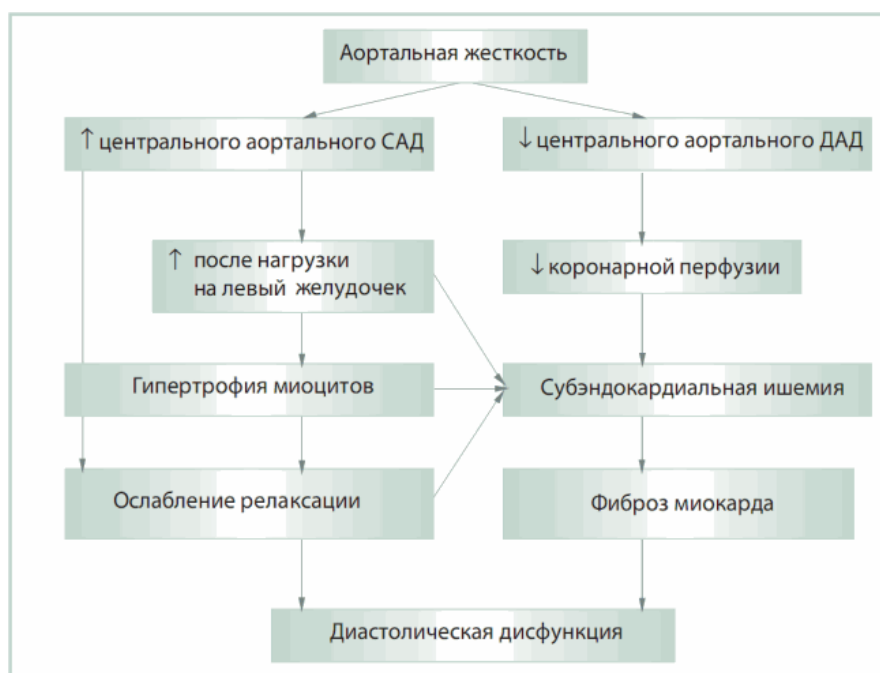 Аортальная жесткость
↑ центрального аортального САД
↓ центрального аортального ДАД
↑ после нагрузки
на левый желудочек
↓ коронарной перфузии
Гипертрофия миоцитов
Субэндокардиальная ишемия
Ослабление релаксации
Фиброз миокарда
Диастолическая дисфункция